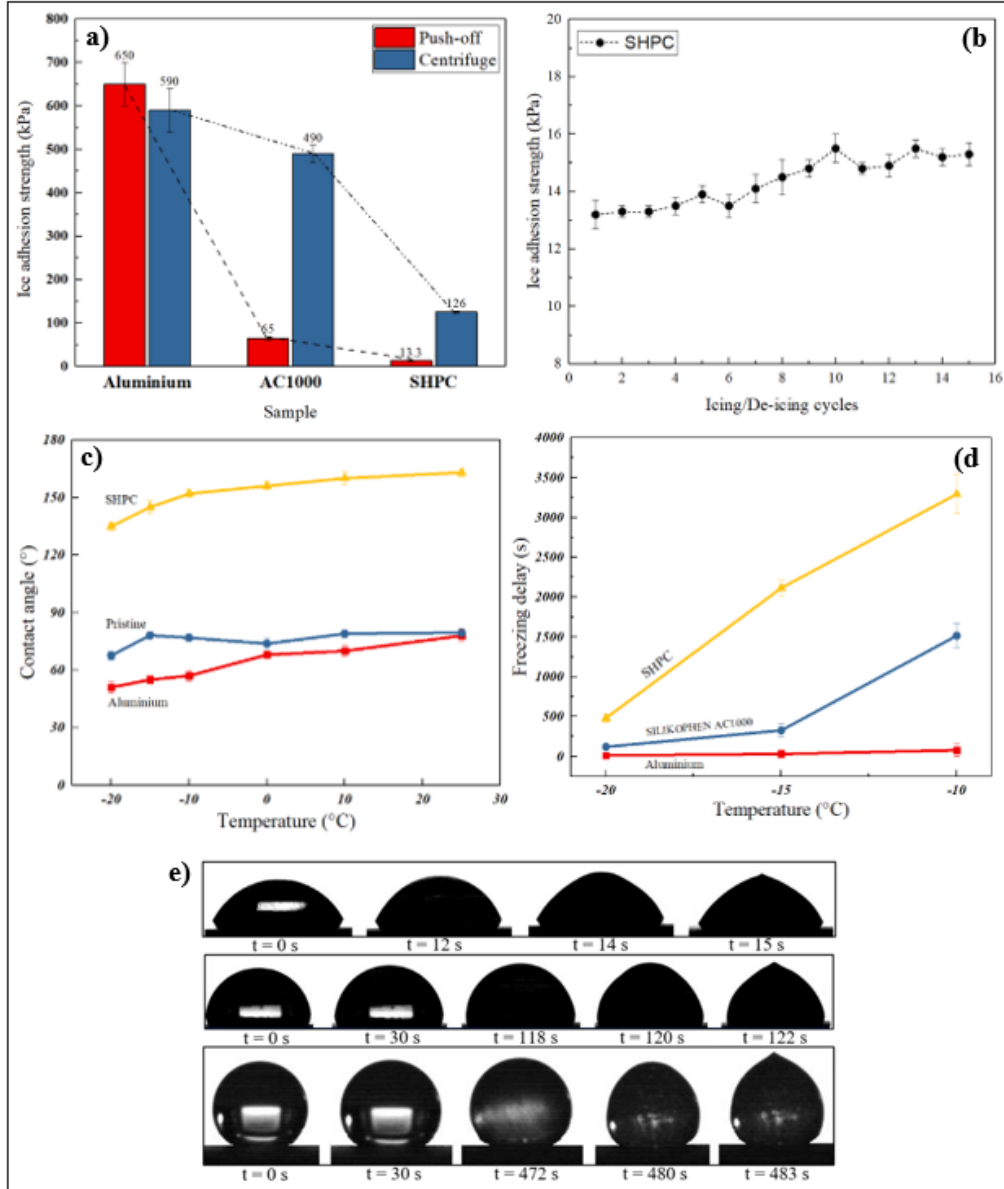 a)
Push-off
Centrifuge
650
590
65
490
13.3
126
800
700
600
500
400
300
200
100
0
Ice adhesion strength (kPa)
Aluminium AC1000 SHPC
Sample
(b
SHPC
20
18
16
14
12
10
8
Ice adhesion strength (kPa)
0 2 4 6 8 10 12 14 16
Icing/De-icing cycles
c)
180
150
120
90
60
30
0
Contact angle (°)
SHPC
Pristine
Aluminium
-20 -10 0 10 20 30
Temperature (°C)
(d
4000
3500
3000
2500
2000
1500
1000
500
0
Freezing delay (s)
SHPC
SILIKOPHEN AC1000
Aluminium
-20 -15 -10
Temperature (°C)
e)
t = 0 s t = 12 s t = 14 s t = 15 s
t = 0 s t = 30 s t = 118 s t = 120 s t = 122 s
t = 0 s t = 30 s t = 472 s t = 480 s t = 483 s